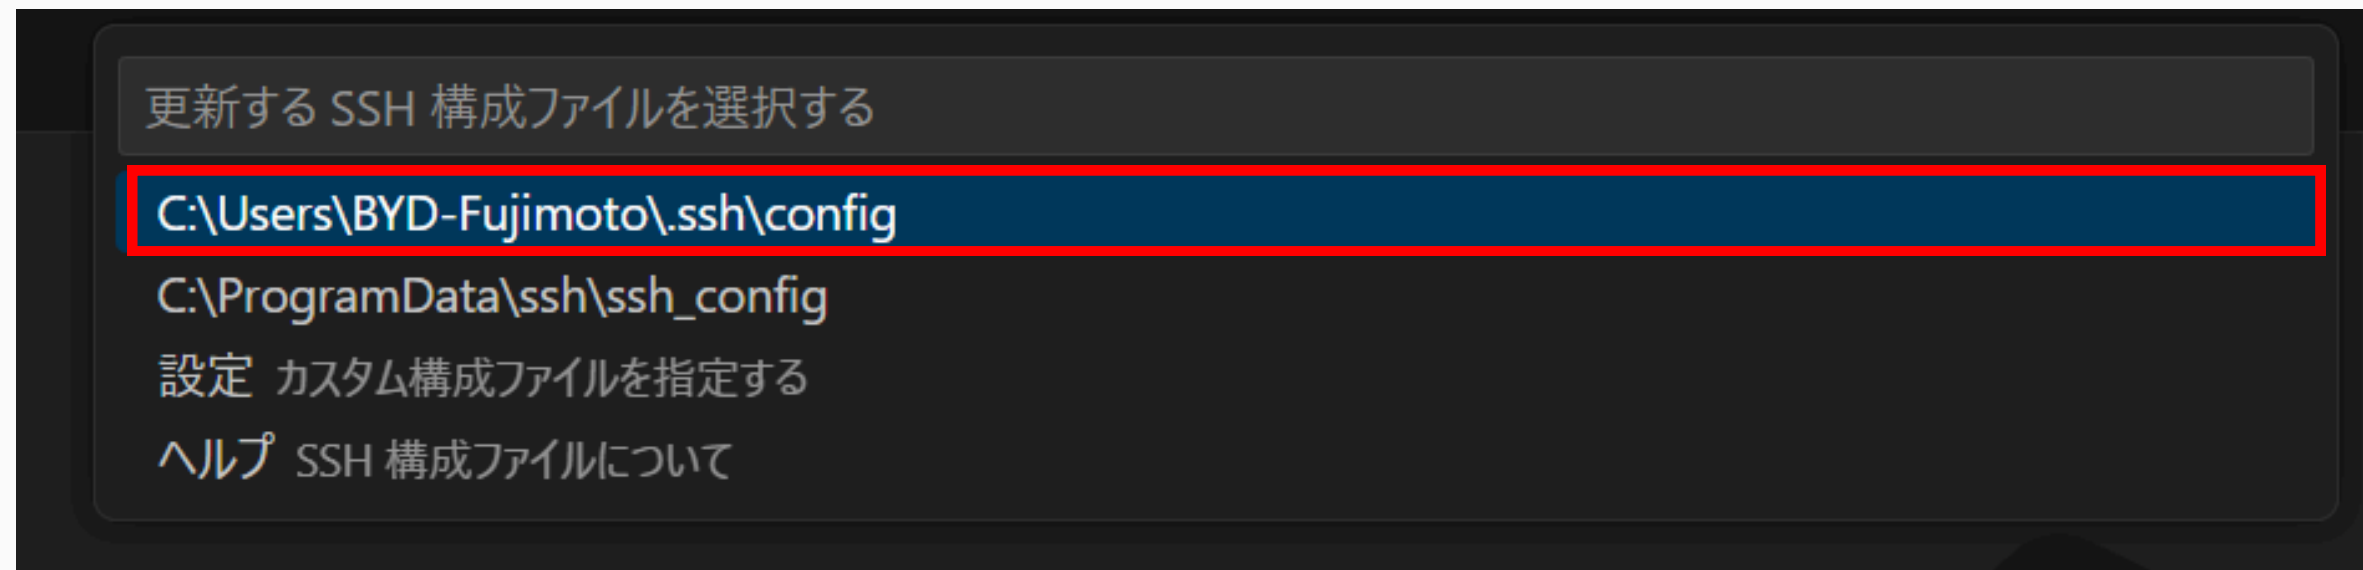 更新する SSH 構成ファイルを選択する
C:\Users\BYD-Fujimoto\.ssh\config
C:\ProgramData\ssh\ssh_config
設定 カスタム構成ファイルを指定する
ヘルプ SSH 構成ファイルについて